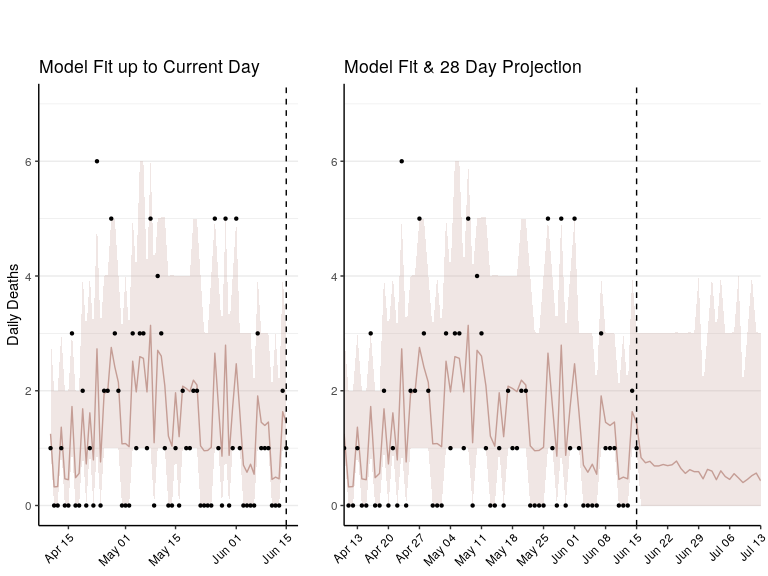 Model Fit up to Current Day
Model Fit & 28 Day Projection
Daily Deaths
6
4
2
0
Apr 15
May 01
May 15
Jun 01
Jun 15
6
4
2
0
Apr 13
Apr 20
Apr 27
May 04
May 11
May 18
May 25
Jun 01
Jun 08
Jun 15
Jun 22
Jun 29
Jul 06
Jul 13